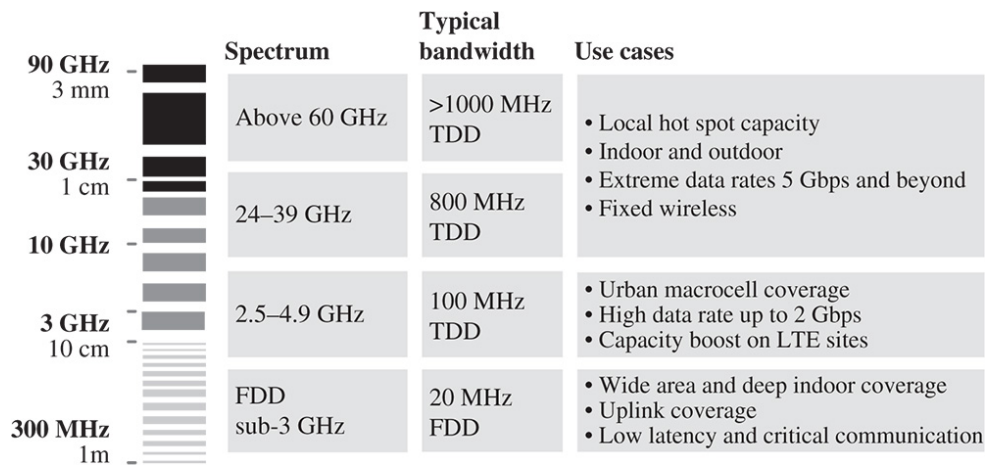 Spectrum
Typical
bandwidth
Use cases
90 GHz
3 mm
30 GHz
1 cm
10 GHz
3 GHz
10 cm
300 MHz
1m
Above 60 GHz
>1000 MHz
TDD
24–39 GHz
800 MHz
TDD
• Local hot spot capacity
• Indoor and outdoor
• Extreme data rates 5 Gbps and beyond
• Fixed wireless
2.5–4.9 GHz
100 MHz
TDD
• Urban macrocell coverage
• High data rate up to 2 Gbps
• Capacity boost on LTE sites
FDD
sub-3 GHz
20 MHz
FDD
• Wide area and deep indoor coverage
• Uplink coverage
• Low latency and critical communication